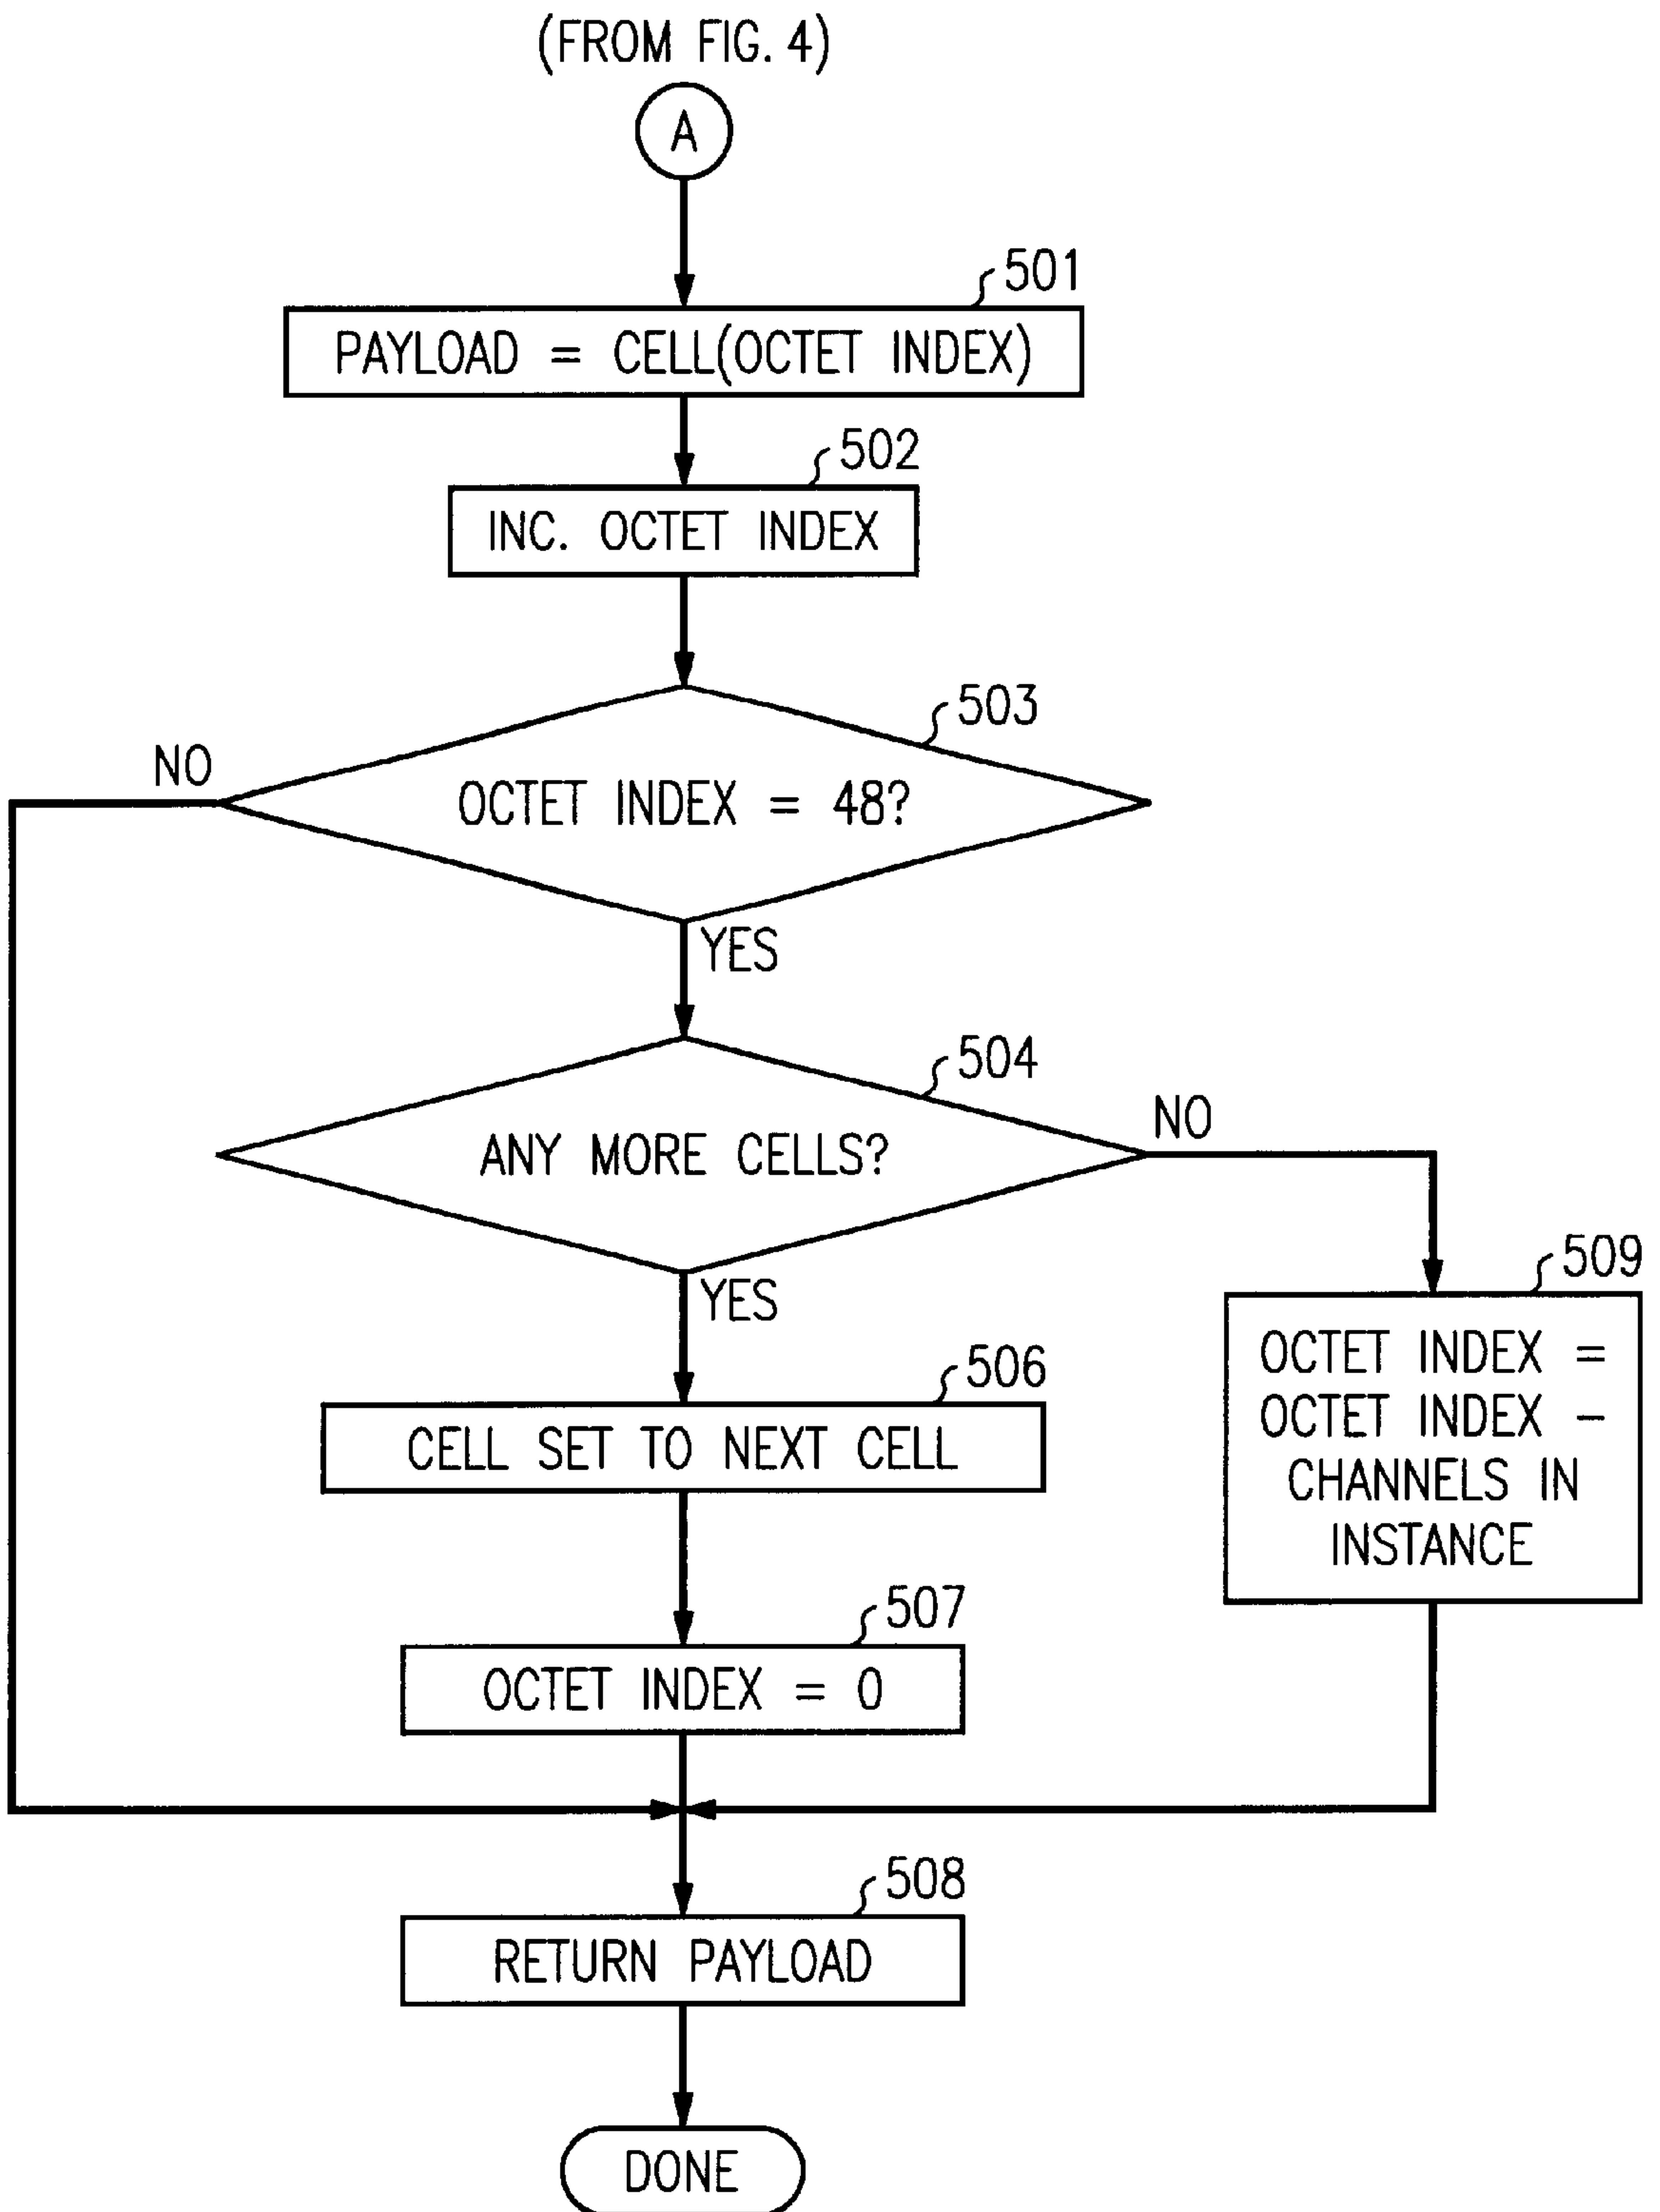 (FROM FIG. 4)
A
501
PAYLOAD = CELL(OCTET INDEX)
502
INC. OCTET INDEX
503
NO
OCTET INDEX = 48?
YES
504
NO
ANY MORE CELLS?
YES
509
OCTET INDEX =
OCTET INDEX –
CHANNELS IN
INSTANCE
506
CELL SET TO NEXT CELL
507
OCTET INDEX = 0
508
RETURN PAYLOAD
DONE